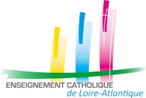 ENSEIGNEMENT CATHOLIQUE
de Loire-Atlantique